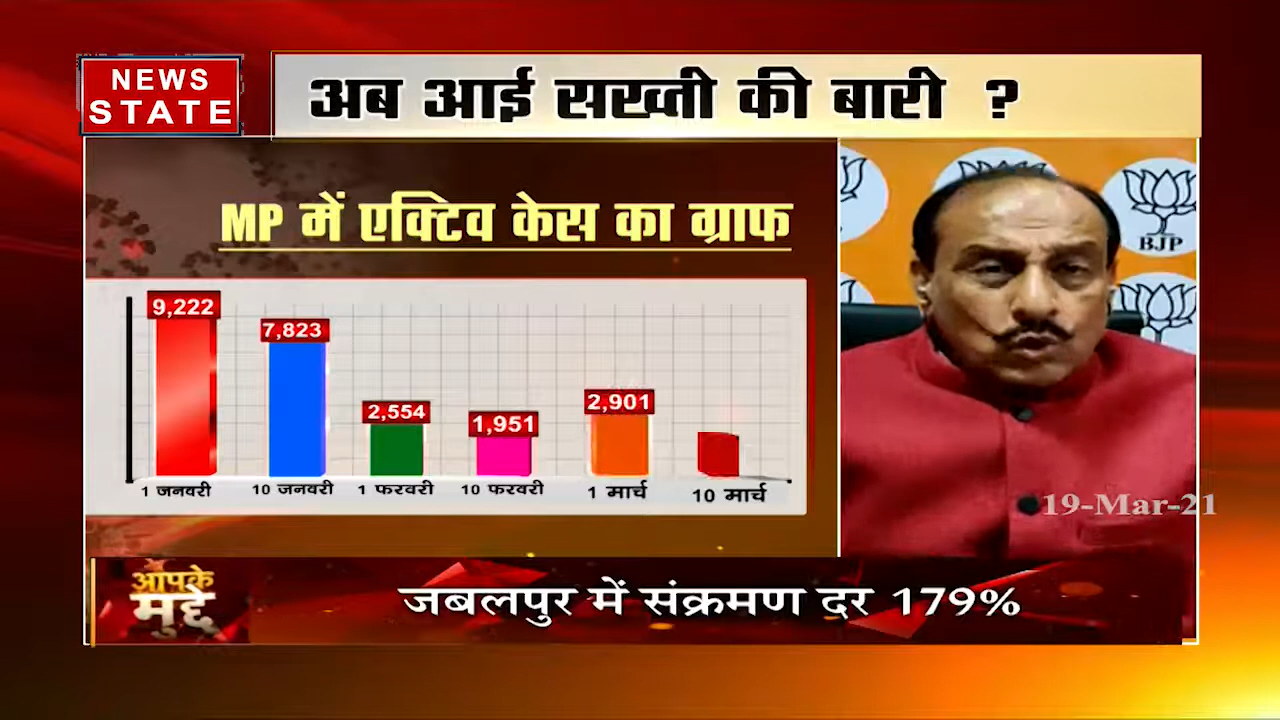 NEWS
STATE
अब आई सख्ती की बारी ?
MP में एक्टिव केस का ग्राफ
9,222
7,823
2,554
1,951
2,901
1 जनवरी
10 जनवरी
1 फरवरी
10 फरवरी
1 मार्च
10 मार्च
BJP
19-Mar-21
आपके
मुद्दे
जबलपुर में संक्रमण दर 179%